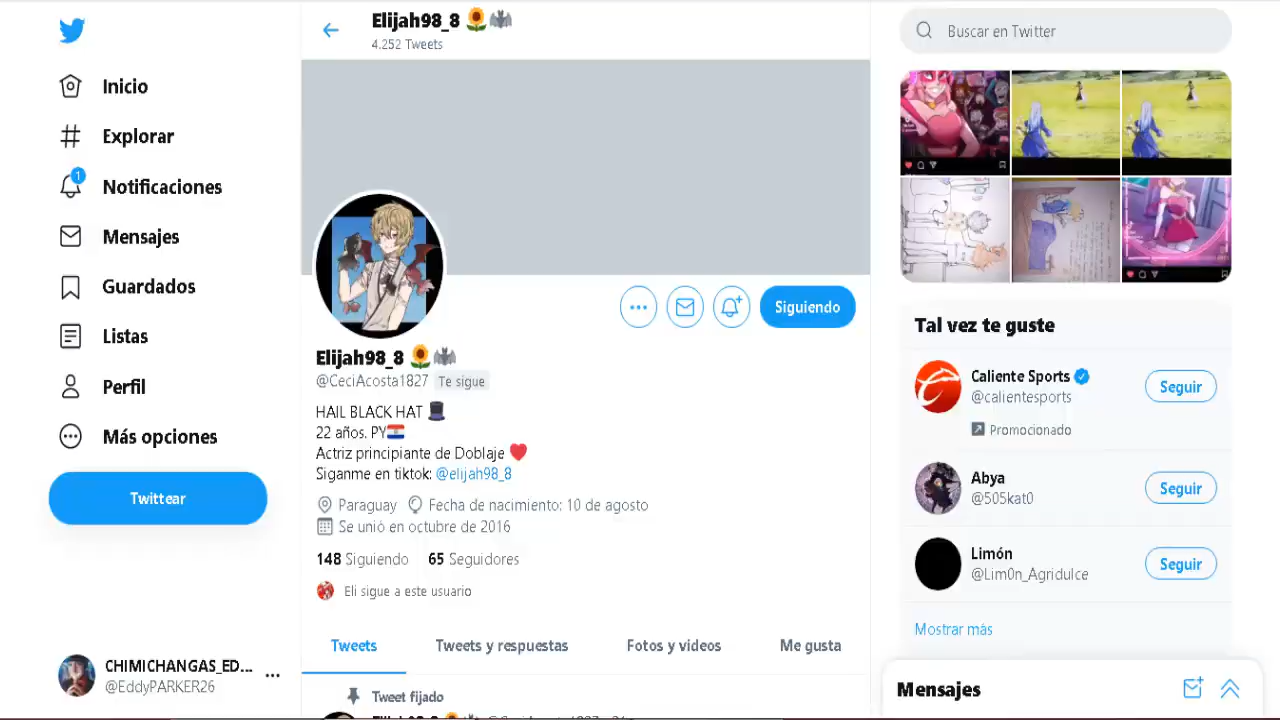 Inicio
Explorar
1
Notificaciones
Mensajes
Guardados
Listas
Perfil
Más opciones
Twittear
CHIMICHANGAS_ED...
@EddyPARKER26
Elijah98_8 🌻🦇
4.252 Tweets
Siguiendo
Elijah98_8 🌻🦇
@CeciAcosta1827 Te sigue
HAIL BLACK HAT 🎩
22 años. PY🇵🇾
Actriz principiante de Doblaje ❤️
Siganme en tiktok: @elijah98_8
Paraguay Fecha de nacimiento: 10 de agosto
Se unió en octubre de 2016
148 Siguiendo 65 Seguidores
Eli sigue a este usuario
Tweets Tweets y respuestas Fotos y videos Me gusta
Tweet fijado
Buscar en Twitter
Tal vez te guste
Caliente Sports
@calientesports
Promocionado
Seguir
Abya
@505kat0
Seguir
Limón
@Lim0n_Agridulce
Seguir
Mostrar más
Mensajes